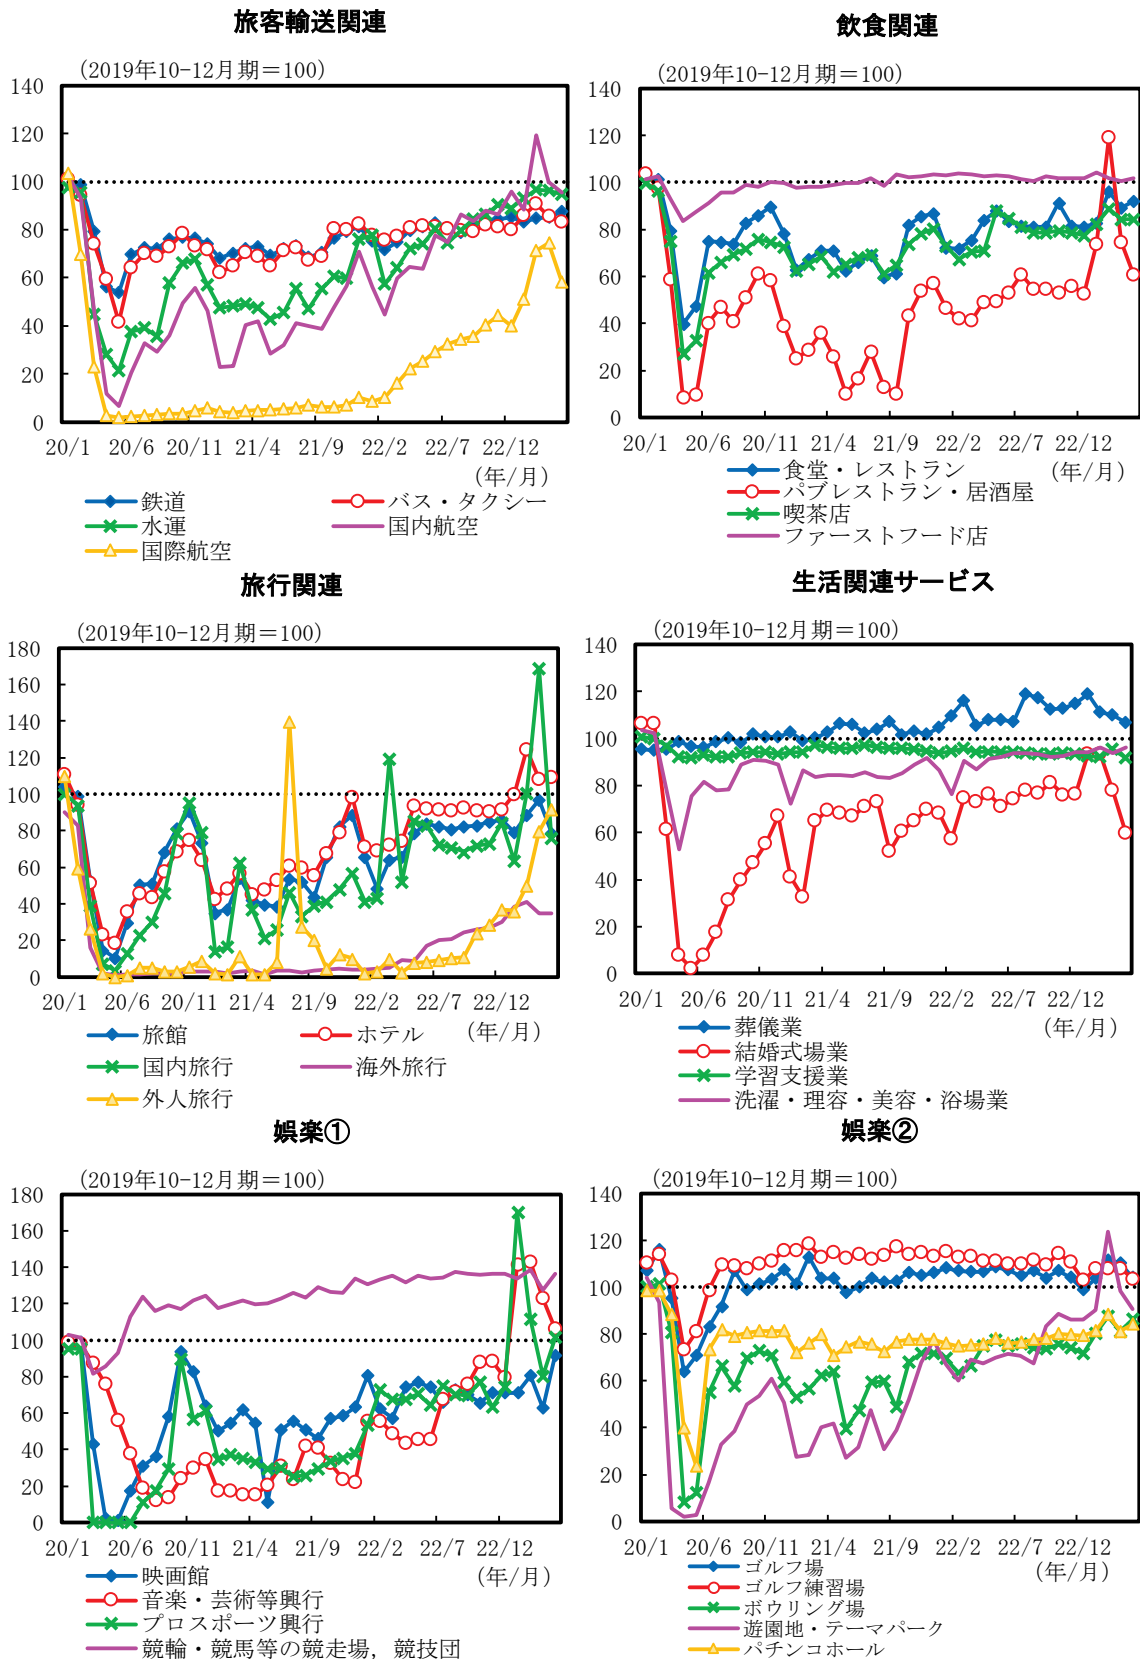 旅客輸送関連
(2019年10-12月期＝100)
140
120
100
80
60
40
20
0
20/1 20/6 20/11 21/4 21/9 22/2 22/7 22/12
(年/月)
鉄道 バス・タクシー
水運 国内航空
国際航空
飲食関連
(2019年10-12月期＝100)
140
120
100
80
60
40
20
0
20/1 20/6 20/11 21/4 21/9 22/2 22/7 22/12
(年/月)
食堂・レストラン
パブレストラン・居酒屋
喫茶店
ファーストフード店
旅行関連
(2019年10-12月期＝100)
180
160
140
120
100
80
60
40
20
0
20/1 20/6 20/11 21/4 21/9 22/2 22/7 22/12
(年/月)
旅館 ホテル
国内旅行 海外旅行
外人旅行
生活関連サービス
(2019年10-12月期＝100)
140
120
100
80
60
40
20
0
20/1 20/6 20/11 21/4 21/9 22/2 22/7 22/12
(年/月)
葬儀業
結婚式場業
学習支援業
洗濯・理容・美容・浴場業
娯楽①
(2019年10-12月期＝100)
180
160
140
120
100
80
60
40
20
0
20/1 20/6 20/11 21/4 21/9 22/2 22/7 22/12
(年/月)
映画館
音楽・芸術等興行
プロスポーツ興行
競輪・競馬等の競走場，競技団
娯楽②
(2019年10-12月期＝100)
140
120
100
80
60
40
20
0
20/1 20/6 20/11 21/4 21/9 22/2 22/7 22/12
(年/月)
ゴルフ場
ゴルフ練習場
ボウリング場
遊園地・テーマパーク
パチンコホール